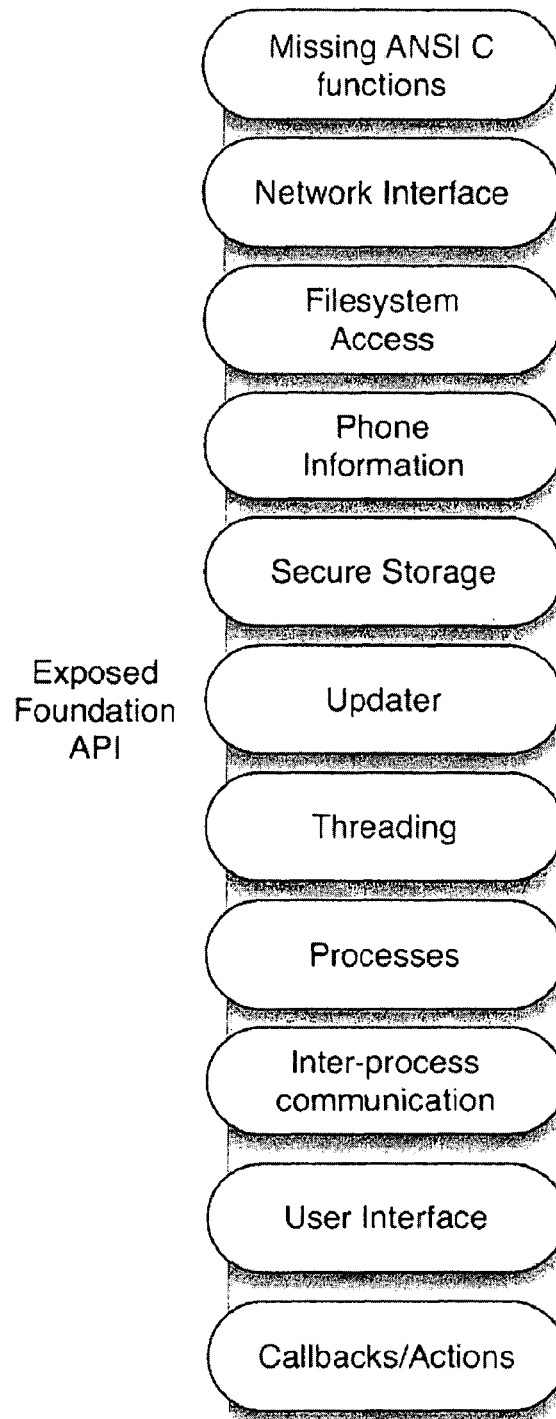 Missing ANSI C
functions
Network Interface
Filesystem
Access
Phone
Information
Secure Storage
Exposed
Foundation
API
Updater
Threading
Processes
Inter-process
communication
User Interface
Callbacks/Actions